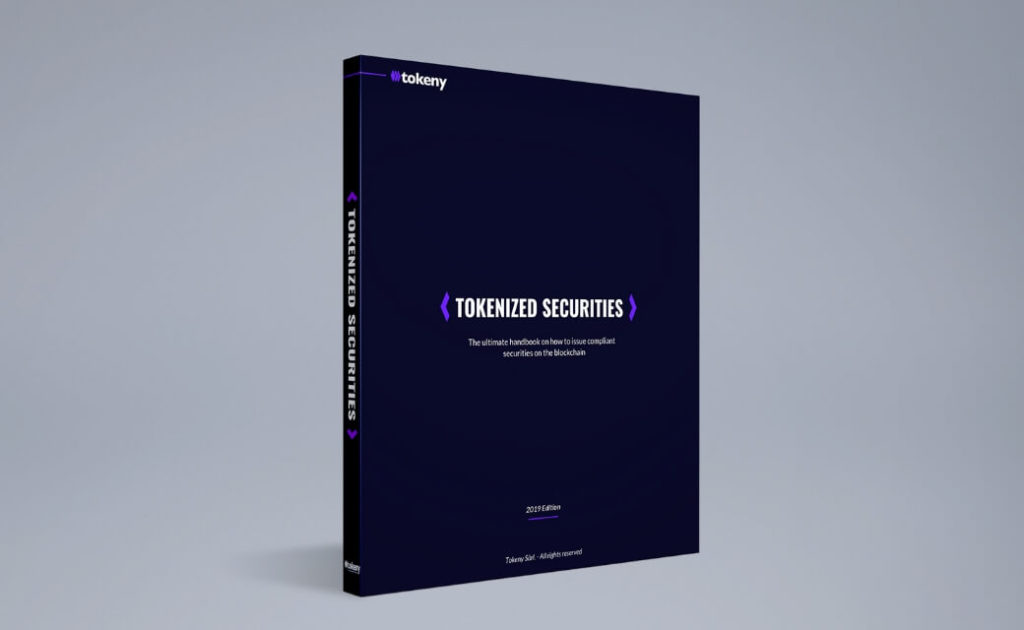 tokeny
TOKENIZED SECURITIES
The ultimate handbook on how to issue compliant
securities on the blockchain
2019 Edition
Tokeny Sàrl. - All rights reserved
TOKENIZED SECURITIES
tokeny